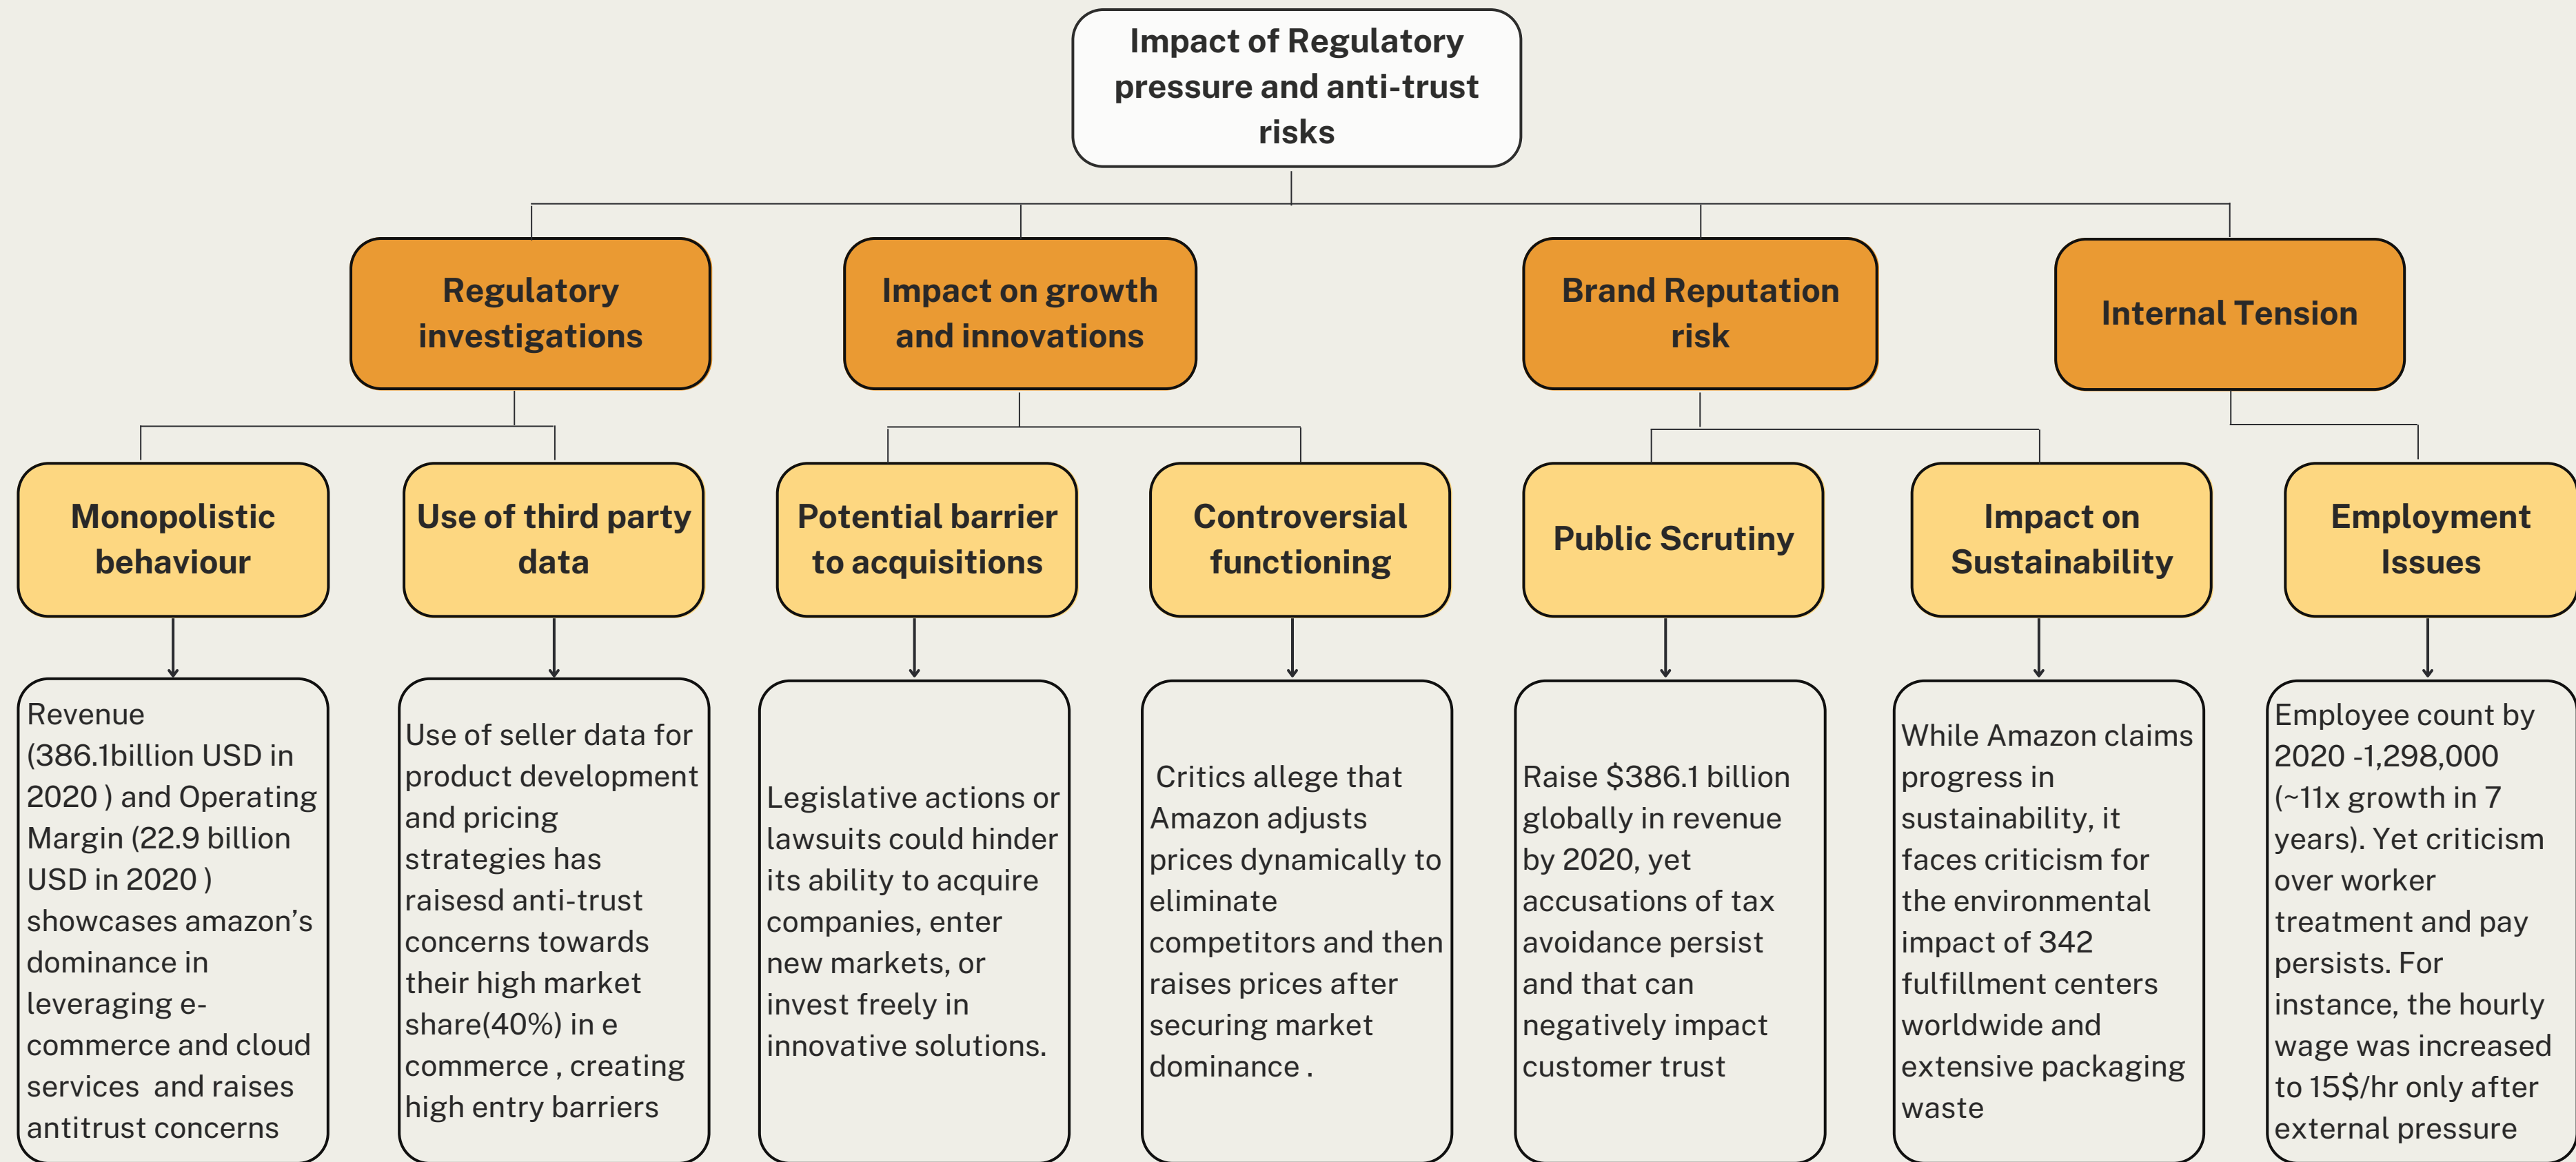 Impact of Regulatory
pressure and anti-trust
risks
Regulatory
investigations
Impact on growth
and innovations
Brand Reputation
risk
Internal Tension
Monopolistic
behaviour
Use of third party
data
Potential barrier
to acquisitions
Controversial
functioning
Public Scrutiny
Impact on
Sustainability
Employment
Issues
Revenue
(386.1billion USD in
2020 ) and Operating
Margin (22.9 billion
USD in 2020 )
showcases amazon’s
dominance in
leveraging e-
commerce and cloud
services  and raises
antitrust concerns
Use of seller data for
product development
and pricing
strategies has
raisesd anti-trust
concerns towards
their high market
share(40%) in e
commerce , creating
high entry barriers
Legislative actions or
lawsuits could hinder
its ability to acquire
companies, enter
new markets, or
invest freely in
innovative solutions.
Critics allege that
Amazon adjusts
prices dynamically to
eliminate
competitors and then
raises prices after
securing market
dominance .
Raise $386.1 billion
globally in revenue
by 2020, yet
accusations of tax
avoidance persist
and that can
negatively impact
customer trust
While Amazon claims
progress in
sustainability, it
faces criticism for
the environmental
impact of 342
fulfillment centers
worldwide and
extensive packaging
waste
Employee count by
2020 -1,298,000
(~11x growth in 7
years). Yet criticism
over worker
treatment and pay
persists. For
instance, the hourly
wage was increased
to 15$/hr only after
external pressure